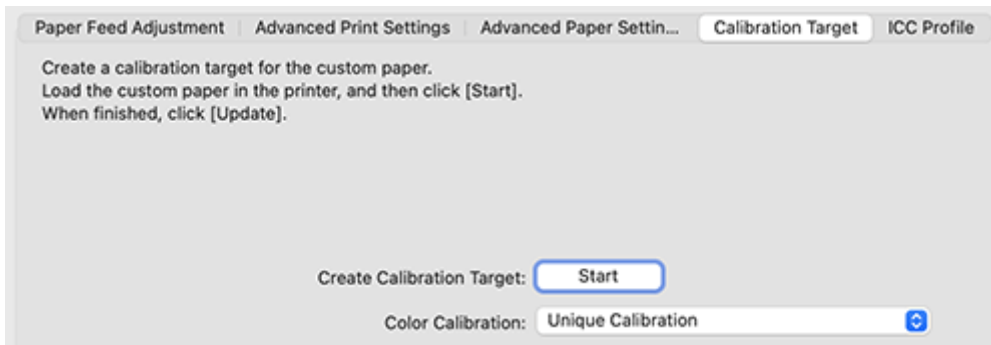 Paper Feed Adjustment Advanced Print Settings Advanced Paper Settin... Calibration Target ICC Profile
Create a calibration target for the custom paper.
Load the custom paper in the printer, and then click [Start].
When finished, click [Update].
Create Calibration Target: Start
Color Calibration: Unique Calibration